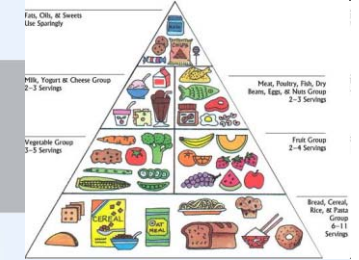 Fats, Oils, & Sweets
Use Sparingly
Milk, Yogurt & Cheese Group
2-3 Servings
Meat, Poultry, Fish, Dry
Beans, Eggs, & Nuts Group
2-3 Servings
Vegetable Group
3-5 Servings
Fruit Group
2-4 Servings
Bread, Cereal,
Rice, & Pasta
Group
6-11
Servings
CHIPS
CEREAL
OAT
MEAL